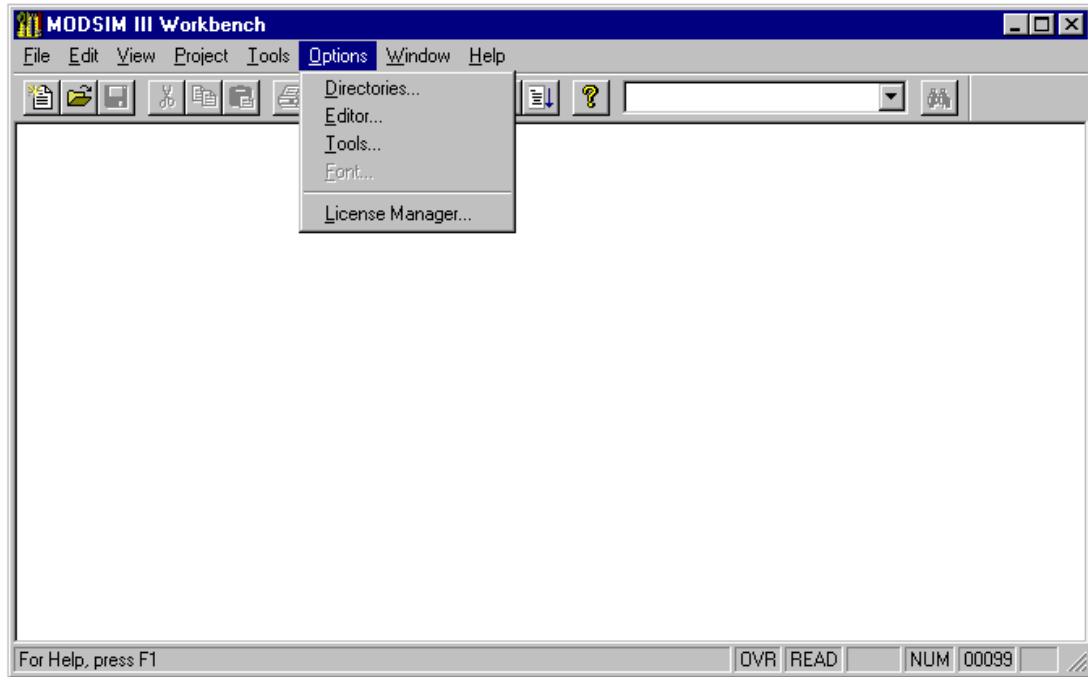 MODSIM III Workbench
File Edit View Project Tools Options Window Help
Directories...
Editor...
Tools...
Font...
License Manager...
For Help, press F1 OVR READ NUM 00099